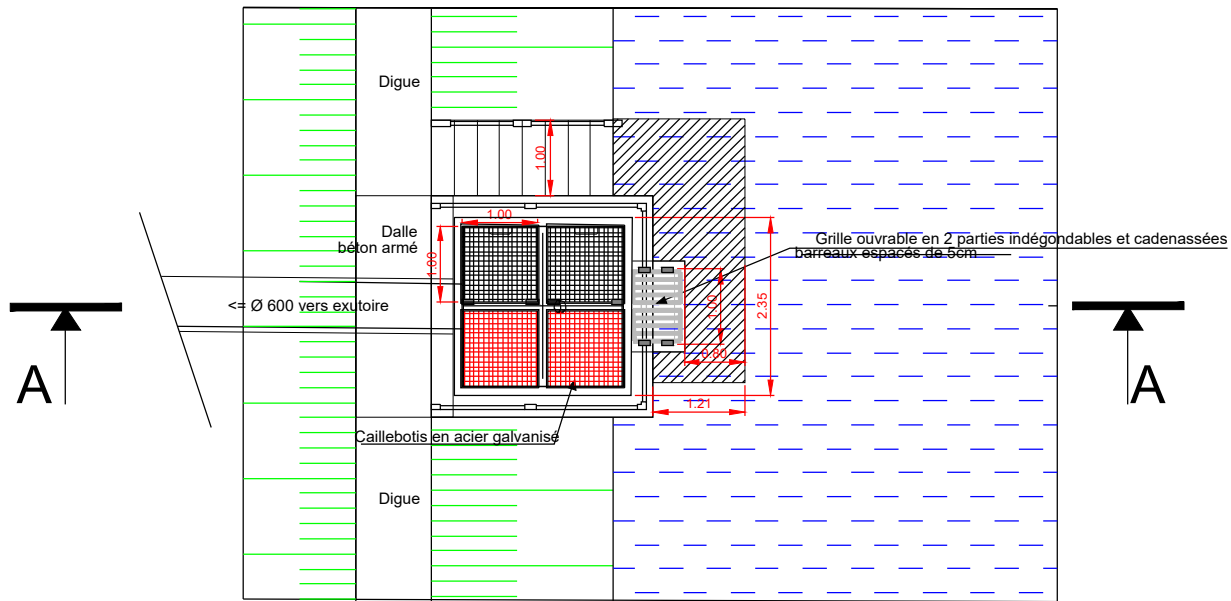 Digue
1.00
1.00
Dalle
béton armé
1.00
Grille ouvrable en 2 parties indégondables et cadenassées
barreaux espacés de 5cm
<= Ø 600 vers exutoire
1.00
2.35
A
A
0.80
1.21
Caillebotis en acier galvanisé
Digue